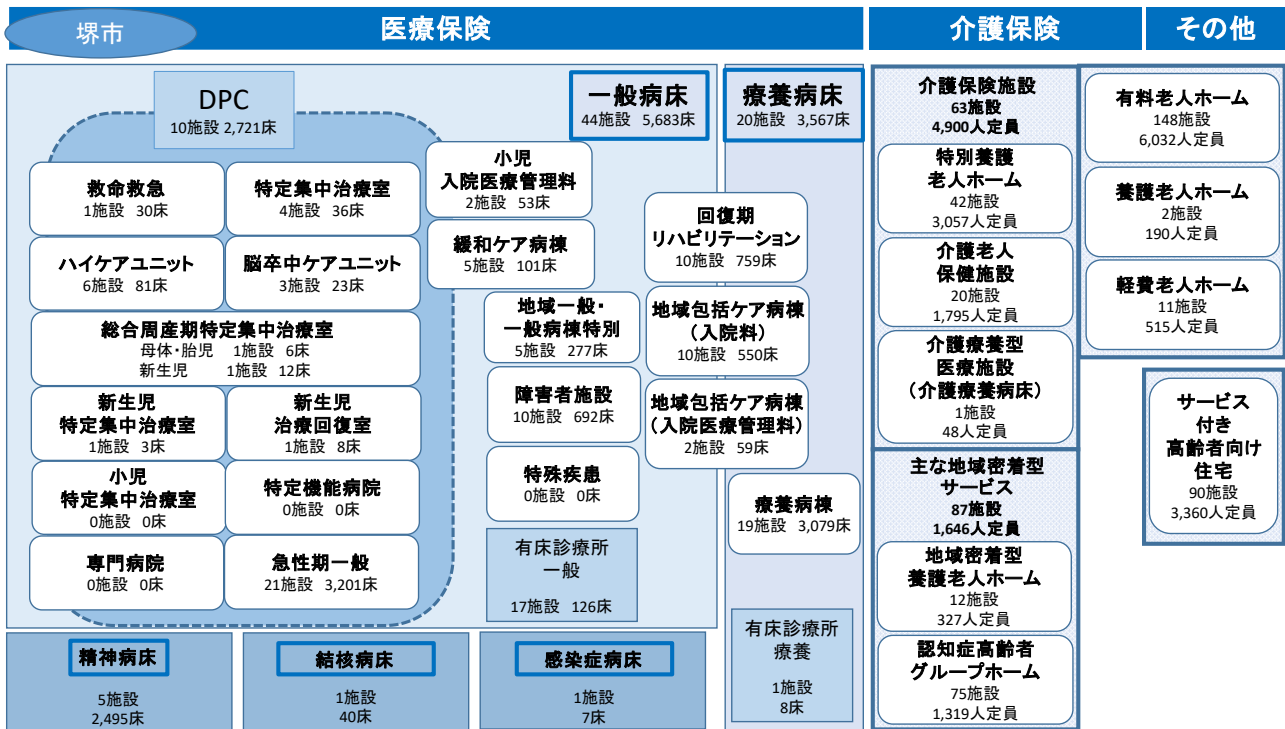 堺市
医療保険
介護保険
その他
DPC
10施設 2,721床
一般病床
44施設 5,683床
療養病床
20施設 3,567床
救命救急
1施設 30床
特定集中治療室
4施設 36床
ハイケアユニット
6施設 81床
脳卒中ケアユニット
3施設 23床
総合周産期特定集中治療室
母体・胎児 1施設 6床
新生児 1施設 12床
新生児
特定集中治療室
1施設 3床
新生児
治療回復室
1施設 8床
小児
特定集中治療室
0施設 0床
特定機能病院
0施設 0床
専門病院
0施設 0床
急性期一般
21施設 3,201床
小児
入院医療管理料
2施設 53床
緩和ケア病棟
5施設 101床
地域一般・
一般病棟特別
5施設 277床
障害者施設
10施設 692床
特殊疾患
0施設 0床
有床診療所
一般
17施設 126床
回復期
リハビリテーション
10施設 759床
地域包括ケア病棟
(入院料)
10施設 550床
地域包括ケア病棟
(入院医療管理料)
2施設 59床
療養病棟
19施設 3,079床
有床診療所
療養
1施設
8床
精神病床
5施設
2,495床
結核病床
1施設
40床
感染症病床
1施設
7床
介護保険施設
63施設
4,900人定員
特別養護
老人ホーム
42施設
3,057人定員
介護老人
保健施設
20施設
1,795人定員
介護療養型
医療施設
(介護療養病床)
1施設
48人定員
主な地域密着型
サービス
87施設
1,646人定員
地域密着型
養護老人ホーム
12施設
327人定員
認知症高齢者
グループホーム
75施設
1,319人定員
有料老人ホーム
148施設
6,032人定員
養護老人ホーム
2施設
190人定員
軽費老人ホーム
11施設
515人定員
サービス
付き
高齢者向け
住宅
90施設
3,360人定員